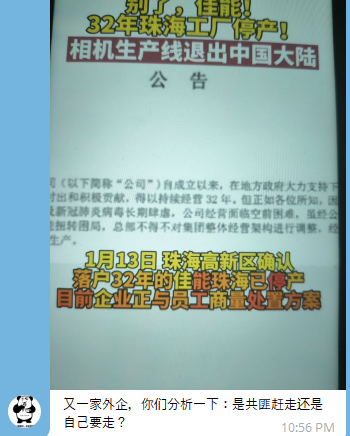 别了，佳能！
32年珠海工厂停产！
相机生产线退出中国大陆
公 告
司（以下简称“公司”）自成立以来，在地方政府大力支持下
付出和积极贡献，得以持续经营 32 年。但正如各位所知，因
及新冠肺炎病毒长期肆虐，公司经营面临空前困难，虽经公
能扭转困局，总部不得不对集团整体经营架构进行调整，经
生产。
1月13日 珠海高新区确认
落户32年的佳能珠海已停产
目前企业正与员工商量处置方案
又一家外企，你们分析一下：是共匪赶走还是
自己要走？
10:56 PM